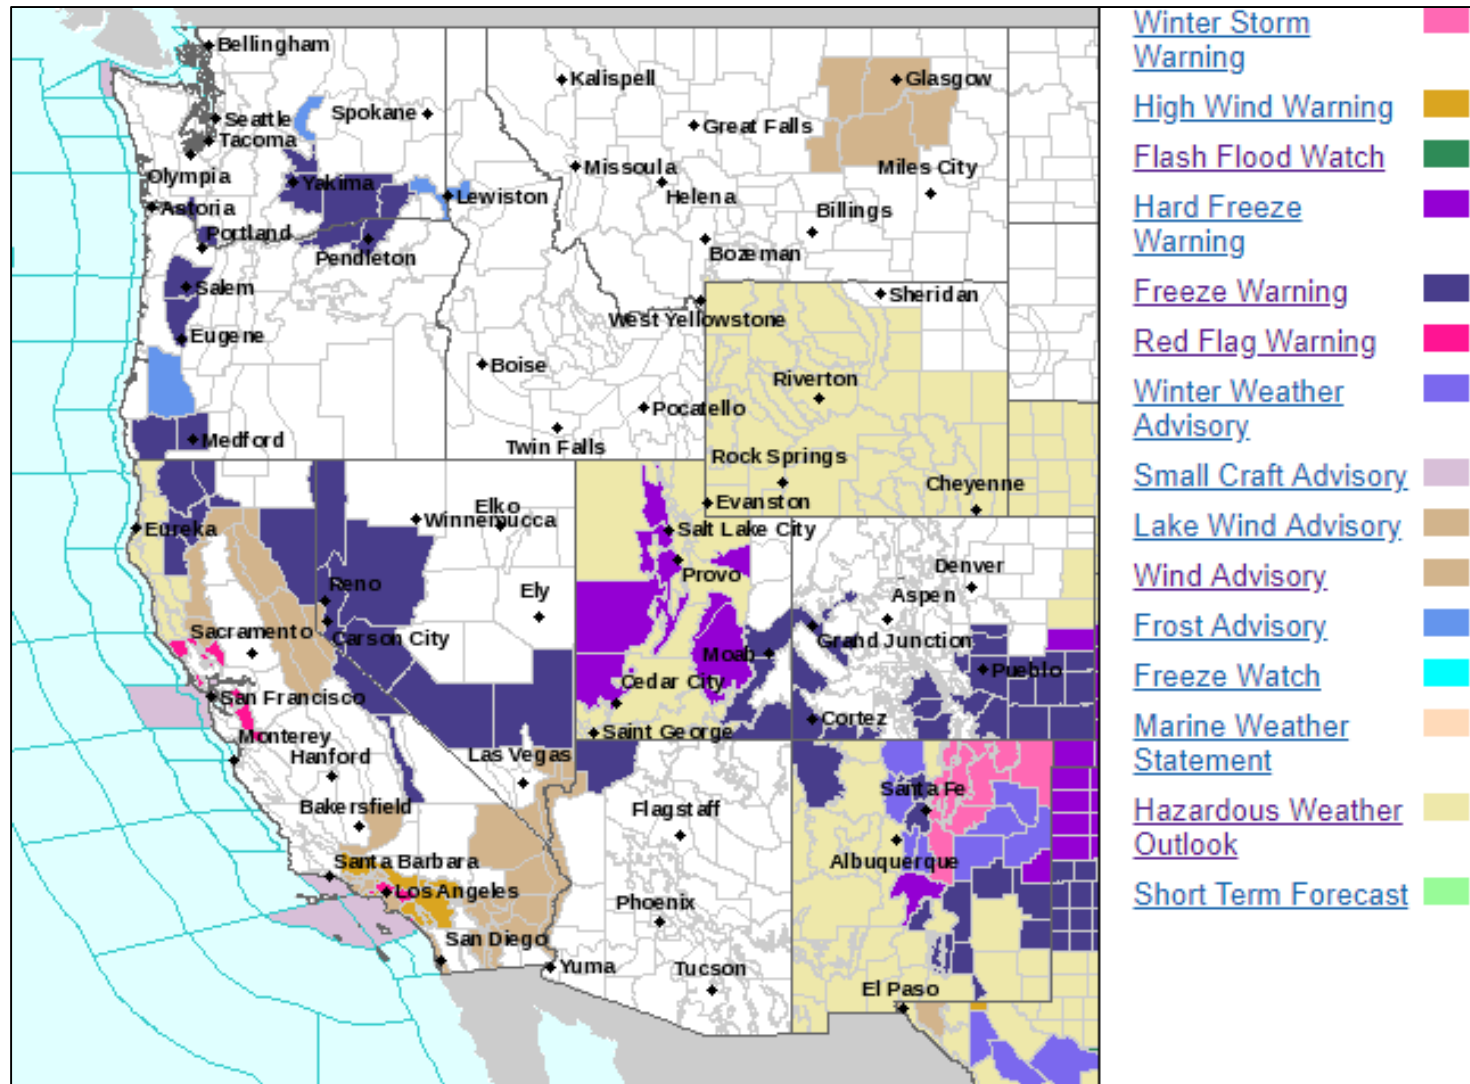 Bellingham
Kalispell
Glasgow
Seattle
Spokane
Great Falls
Tacoma
Olympia
Missoula
Miles City
Yakima
Lewiston
Helena
Astoria
Billings
Portland
Pendleton
Bozeman
Salem
Sheridan
West Yellowstone
Eugene
Boise
Riverton
Pocatello
Medford
Twin Falls
Rock Springs
Cheyenne
Evanston
Elko
Winnemucca
Eureka
Salt Lake City
Provo
Denver
Reno
Ely
Aspen
Sacramento
Carson City
Grand Junction
Moab
Pueblo
Cedar City
San Francisco
Cortez
Saint George
Monterey
Hanford
Las Vegas
Santa Fe
Bakersfield
Flagstaff
Santa Barbara
Albuquerque
Los Angeles
Phoenix
San Diego
Yuma
Tucson
El Paso
Winter Storm
Warning
High Wind Warning
Flash Flood Watch
Hard Freeze
Warning
Freeze Warning
Red Flag Warning
Winter Weather
Advisory
Small Craft Advisory
Lake Wind Advisory
Wind Advisory
Frost Advisory
Freeze Watch
Marine Weather
Statement
Hazardous Weather
Outlook
Short Term Forecast